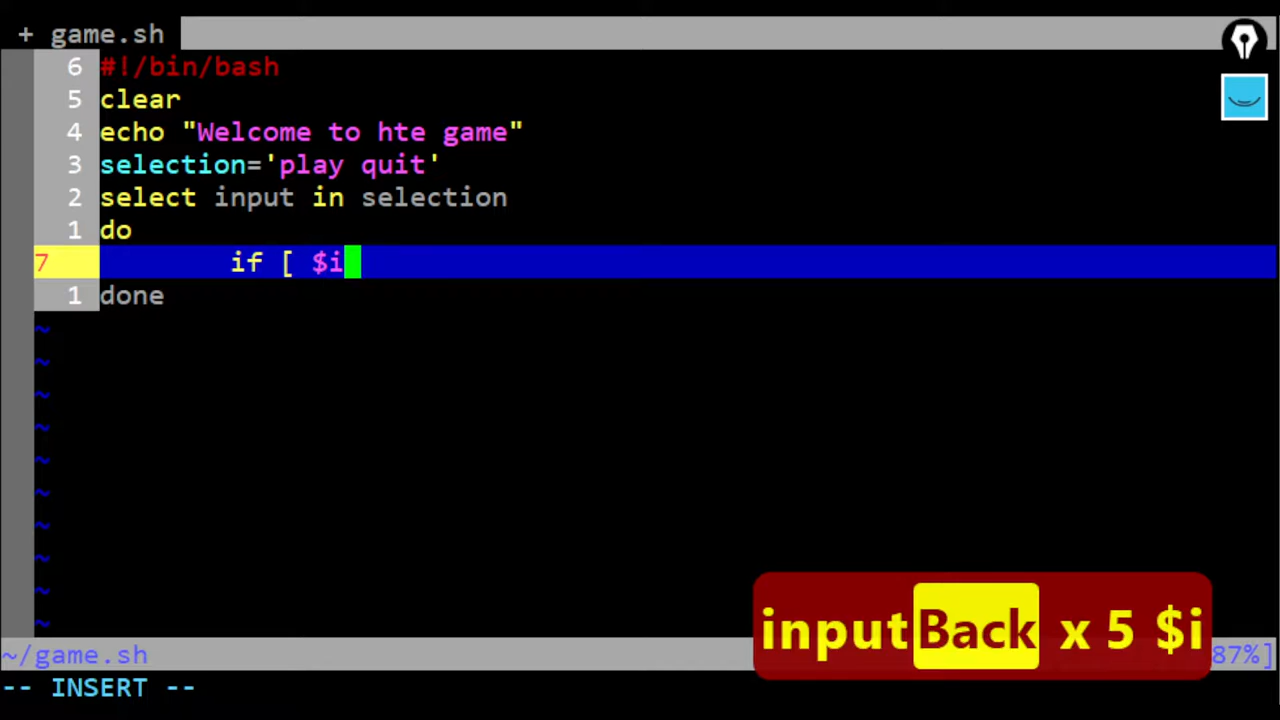 + game.sh
6 #!/bin/bash
5 clear
4 echo "Welcome to hte game"
3 selection='play quit'
2 select input in selection
1 do
7 if [ $i
1 done
~
~
~
~
~
~
~
~
~
~
inputBack x 5 $i
~/game.sh 87%]
-- INSERT --